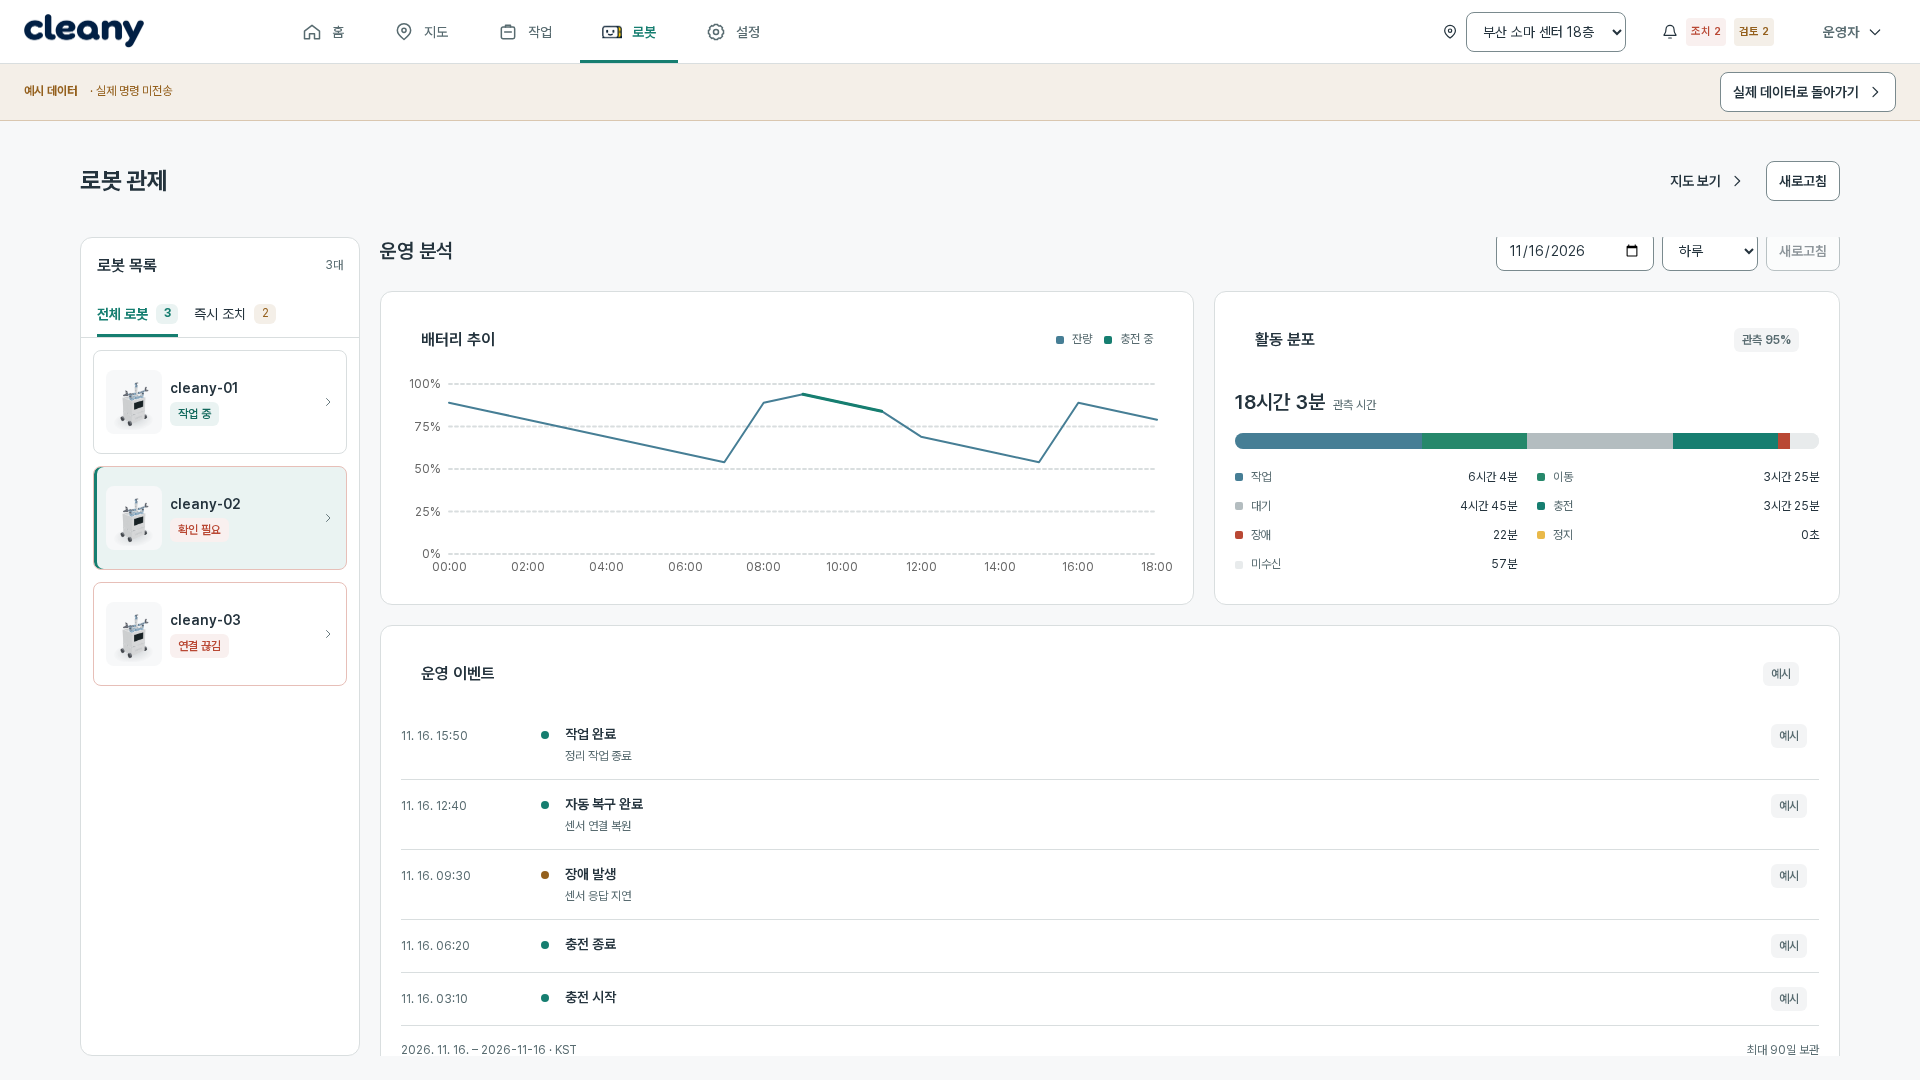 cleany
홈
지도
작업
로봇
설정
부산 소마 센터 18층
조치 2
검토 2
운영자
예시 데이터 · 실제 명령 미전송
실제 데이터로 돌아가기
로봇 관제
지도 보기
새로고침
로봇 목록
3대
전체 로봇 3
즉시 조치 2
cleany-01
작업 중
cleany-02
확인 필요
cleany-03
연결 끊김
운영 분석
11/16/2026
하루
새로고침
배터리 추이
잔량
충전 중
100%
75%
50%
25%
0%
00:00 02:00 04:00 06:00 08:00 10:00 12:00 14:00 16:00 18:00
활동 분포
관측 95%
18시간 3분 관측 시간
작업 6시간 4분
이동 3시간 25분
대기 4시간 45분
충전 3시간 25분
장애 22분
정지 0초
미수신 57분
운영 이벤트
예시
11. 16. 15:50 작업 완료 예시
정리 작업 종료
11. 16. 12:40 자동 복구 완료 예시
센서 연결 복원
11. 16. 09:30 장애 발생 예시
센서 응답 지연
11. 16. 06:20 충전 종료 예시
11. 16. 03:10 충전 시작 예시
2026. 11. 16. – 2026-11-16 · KST
최대 90일 보관